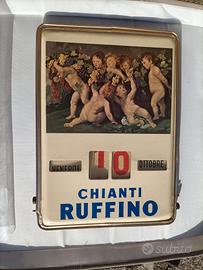 VENERDÌ 10 OTTOBRE
CHIANTI
RUFFINO
subito